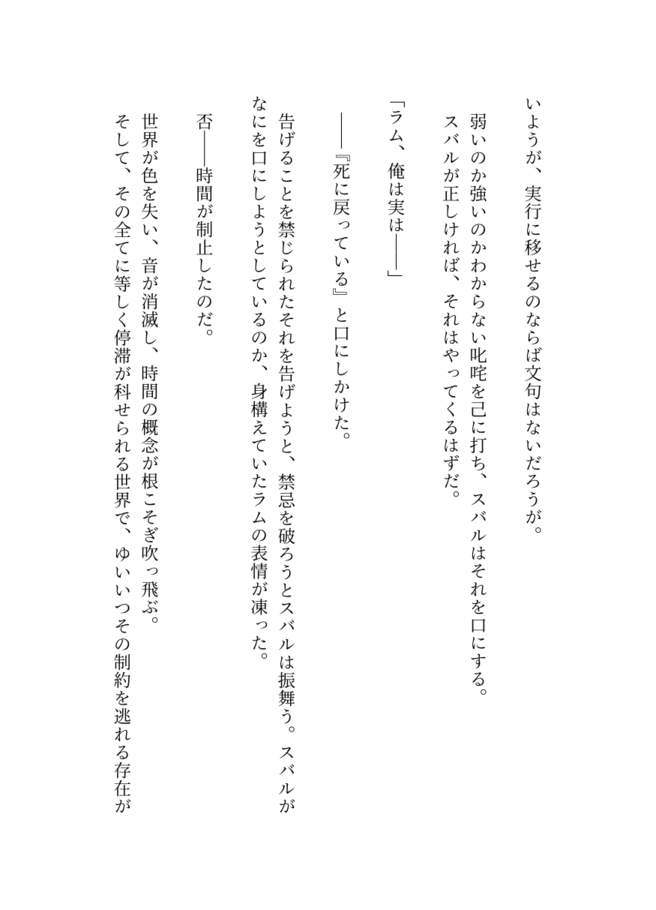 いようが、実行に移せるのならば文句はないだろうが。
弱いのか強いのかわからない叱咤を己に打ち、スバルはそれを口にする。
スバルが正しければ、それはやってくるはずだ。
「ラム、俺は実は――」
――『死に戻っている』と口にしかけた。
告げることを禁じられたそれを告げようと、禁忌を破ろうとスバルは振舞う。スバルが
なにを口にしようとしているのか、身構えていたラムの表情が凍った。
否――時間が制止したのだ。
世界が色を失い、音が消滅し、時間の概念が根こそぎ吹っ飛ぶ。
そして、その全てに等しく停滞が科せられる世界で、ゆいいつその制約を逃れる存在が